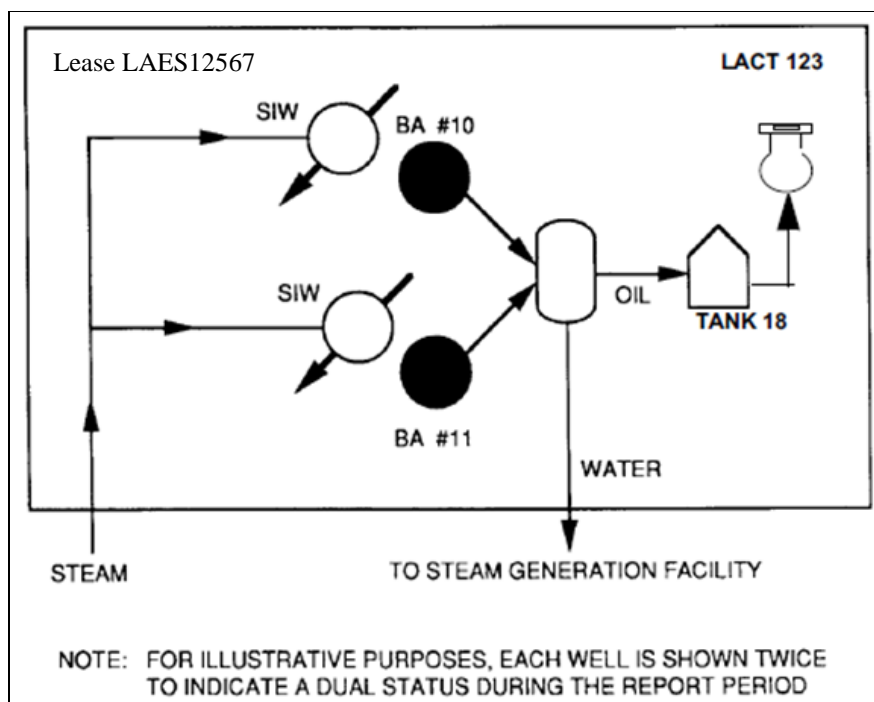 Lease LAES12567
LACT 123
SIW
BA #10
SIW
OIL
TANK 18
BA #11
WATER
STEAM
TO STEAM GENERATION FACILITY
NOTE: FOR ILLUSTRATIVE PURPOSES, EACH WELL IS SHOWN TWICE
TO INDICATE A DUAL STATUS DURING THE REPORT PERIOD